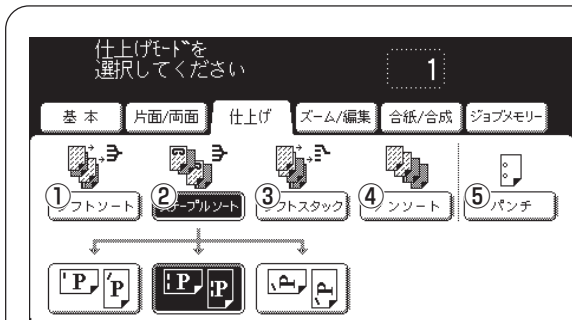 仕上げﾓｰﾄﾞを
選択してください
1
基本 片面/両面 仕上げ ズーム/編集 合紙/合成 ジョブメモリー
① フトソート ② ステープルソート ③ フトスタック ④ ンソート ⑤ パンチ
P P P P P P